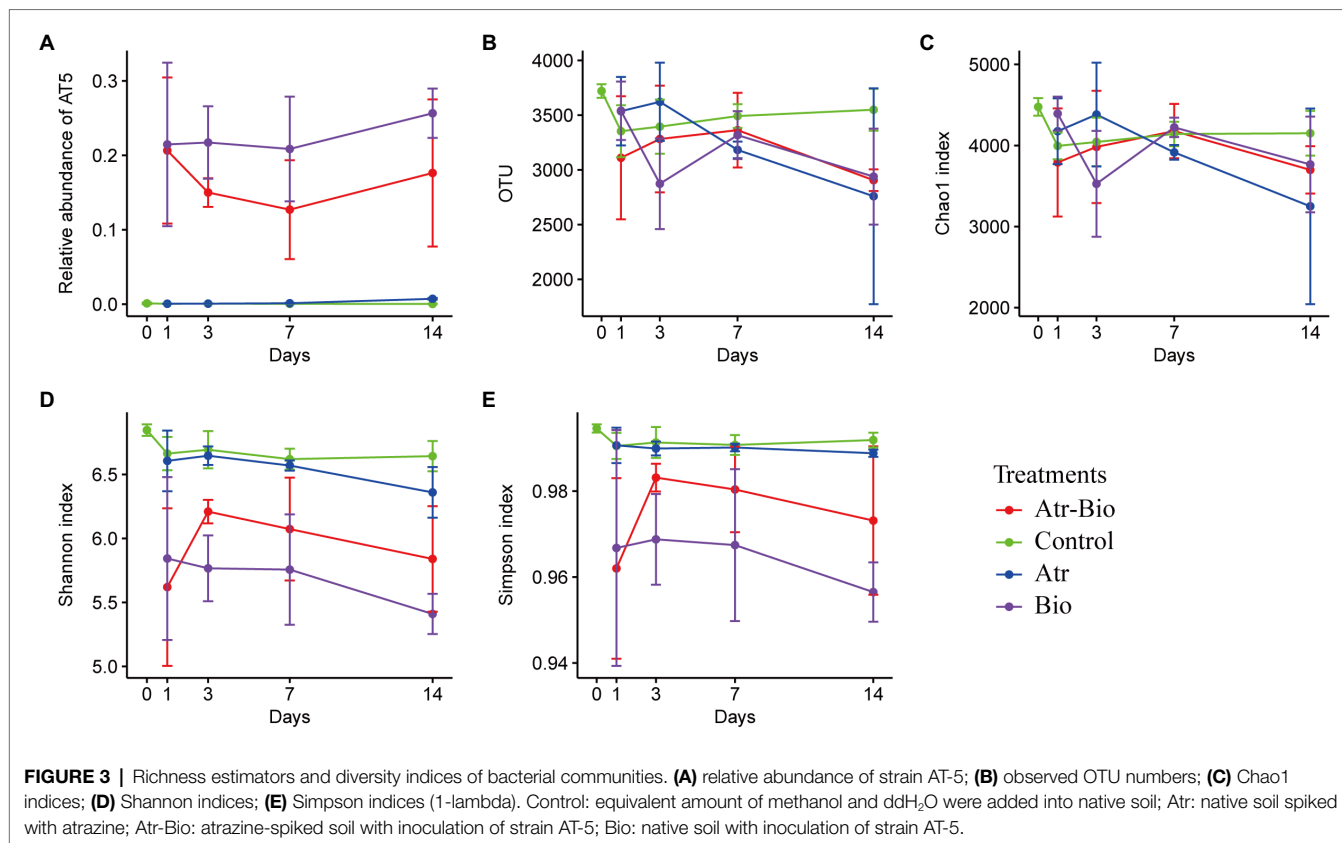 A
Relative abundance of AT5
0.3
0.2
0.1
0.0
0 1 3 7 14
Days
B
OTU
4000
3500
3000
2500
2000
0 1 3 7 14
Days
C
Chao1 index
5000
4000
3000
2000
0 1 3 7 14
Days
D
Shannon index
6.5
6.0
5.5
5.0
0 1 3 7 14
Days
E
Simpson index
0.98
0.96
0.94
0 1 3 7 14
Days
Treatments
Atr-Bio
Control
Atr
Bio
FIGURE 3 | Richness estimators and diversity indices of bacterial communities. (A) relative abundance of strain AT-5; (B) observed OTU numbers; (C) Chao1
indices; (D) Shannon indices; (E) Simpson indices (1-lambda). Control: equivalent amount of methanol and ddH₂O were added into native soil; Atr: native soil spiked
with atrazine; Atr-Bio: atrazine-spiked soil with inoculation of strain AT-5; Bio: native soil with inoculation of strain AT-5.